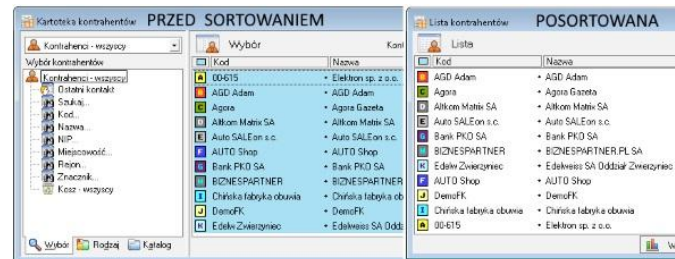 Kartoteka kontrahentów PRZED SORTOWANIEM
Kontrahenci - wszyscy
Wybór kontrahentów
Kontrahenci - wszyscy
Ostatni kontakt
Szukaj...
Kod...
Nazwa...
NIP...
Miejscowość...
Rejon...
Znacznik...
Kosz - wszyscy
Wybór Rodzaj Katalog
Wybór Kont
Kod Nazwa
A 00-615 • Elektron sp. z o.o.
B AGD Adam • AGD Adam
C Agora • Agora Gazeta
D Altkom Matrix SA • Altkom Matrix SA
E Auto SALEon s.c. • Auto SALEon s.c.
F AUTO Shop • AUTO Shop
G Bank PKO SA • Bank PKO SA
H BIZNESPARTNER • BIZNESPARTNER
I Chińska fabryka obuwia • Chińska fabryka ob
J DemoFK • DemoFK
K Edelw Zwierzyniec • Edelweiss SA Oddz
Lista kontrahentów POSORTOWANA
Lista
Kod Nazwa
B AGD Adam • AGD Adam
C Agora • Agora Gazeta
D Altkom Matrix SA • Altkom Matrix SA
E Auto SALEon s.c. • Auto SALEon s.c.
G Bank PKO SA • Bank PKO SA
H BIZNESPARTNER • BIZNESPARTNER.PL SA
K Edelw Zwierzyniec • Edelweiss SA Oddział Zwierzyniec
F AUTO Shop • AUTO Shop
J DemoFK • DemoFK
I Chińska fabryka obuwia • Chińska fabryka obuwia
A 00-615 • Elektron sp. z o.o.
W